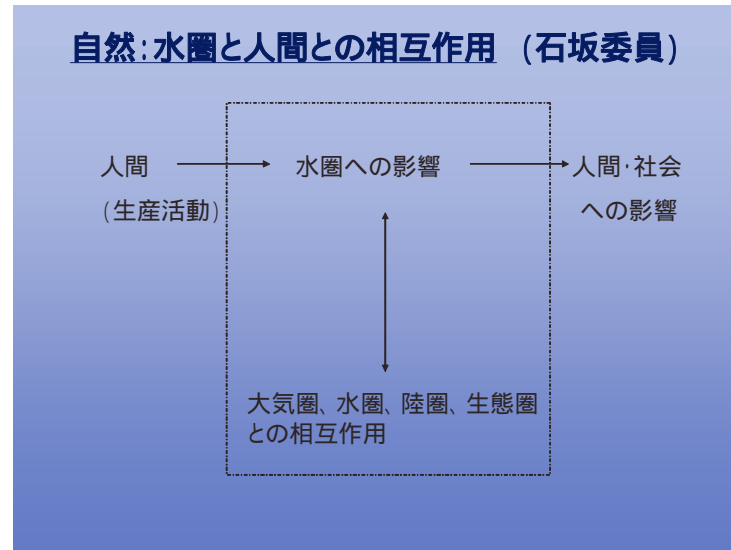 自然：水圏と人間との相互作用 （石坂委員）
人間
（生産活動）
水圏への影響
人間・社会
への影響
大気圏、水圏、陸圏、生態圏
との相互作用